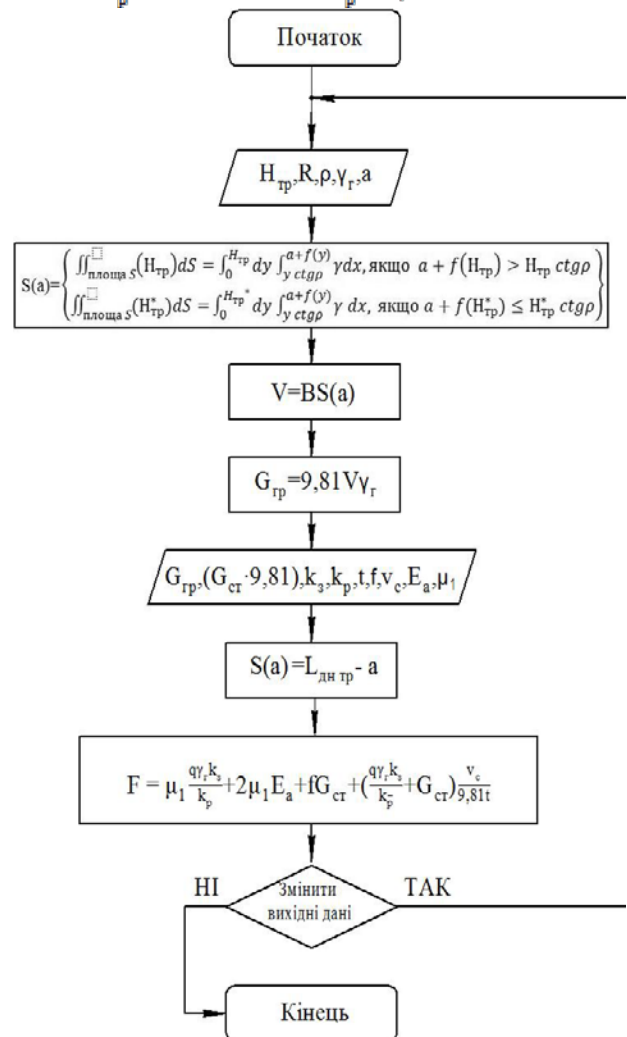 Початок
H_тр, R, ρ, γ_г, a
S(a)={∬_площа S (H_тр)dS = ∫_0^{H_тр} dy ∫_{y ctgρ}^{a+f(y)} γ dx, якщо a + f(H_тр) > H_тр ctgρ
∬_площа S (H*_тр)dS = ∫_0^{H_тр*} dy ∫_{y ctgρ}^{a+f(y)} γ dx, якщо a + f(H*_тр) ≤ H*_тр ctgρ}
V=BS(a)
G_гр=9,81Vγ_г
G_гр,(G_ст·9,81),k_з,k_р,t,f,v_c,E_a,μ_1
S(a)=L_дн тр- a
F = μ_1 qγ_г k_з/k_р+2μ_1E_a+fG_ст+(qγ_г k_з/k_р+G_ст) v_c/9,81t
НІ
Змінити
ТАК
вихідні дані
Кінець